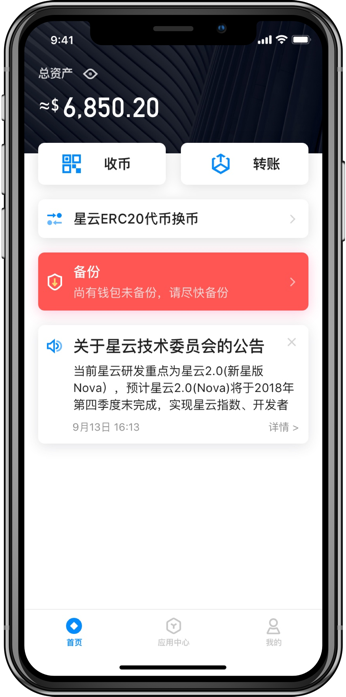 9:41
总资产
≈$6,850.20
收币
转账
星云ERC20代币换币
备份
尚有钱包未备份，请尽快备份
关于星云技术委员会的公告
当前星云研发重点为星云2.0(新星版
Nova），预计星云2.0(Nova)将于2018年
第四季度末完成，实现星云指数、开发者
9月13日 16:13
详情 >
首页
应用中心
我的